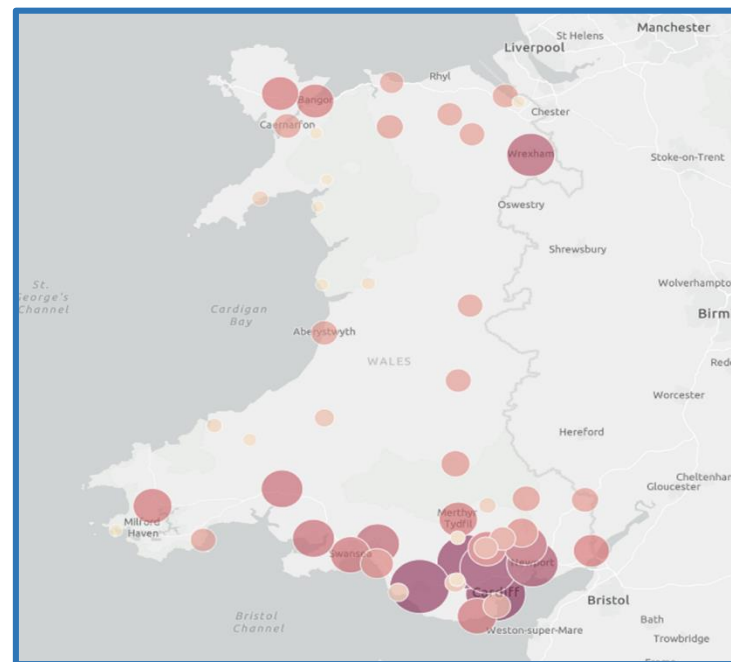 Manchester
St Helens
Liverpool
Rhyl
Bangor
Chester
Caernarfon
Wrexham
Stoke-on-Trent
Oswestry
Shrewsbury
St.
George's
Channel
Wolverhampto
Cardigan
Bay
Birm
Aberystwyth
WALES
Red
Worcester
Hereford
Cheltenham
Gloucester
Merthyr
Tydfil
Milford
Haven
Swansea
Newport
Cardiff
Bristol
Bristol
Channel
Bath
Weston-super-Mare
Trowbridge